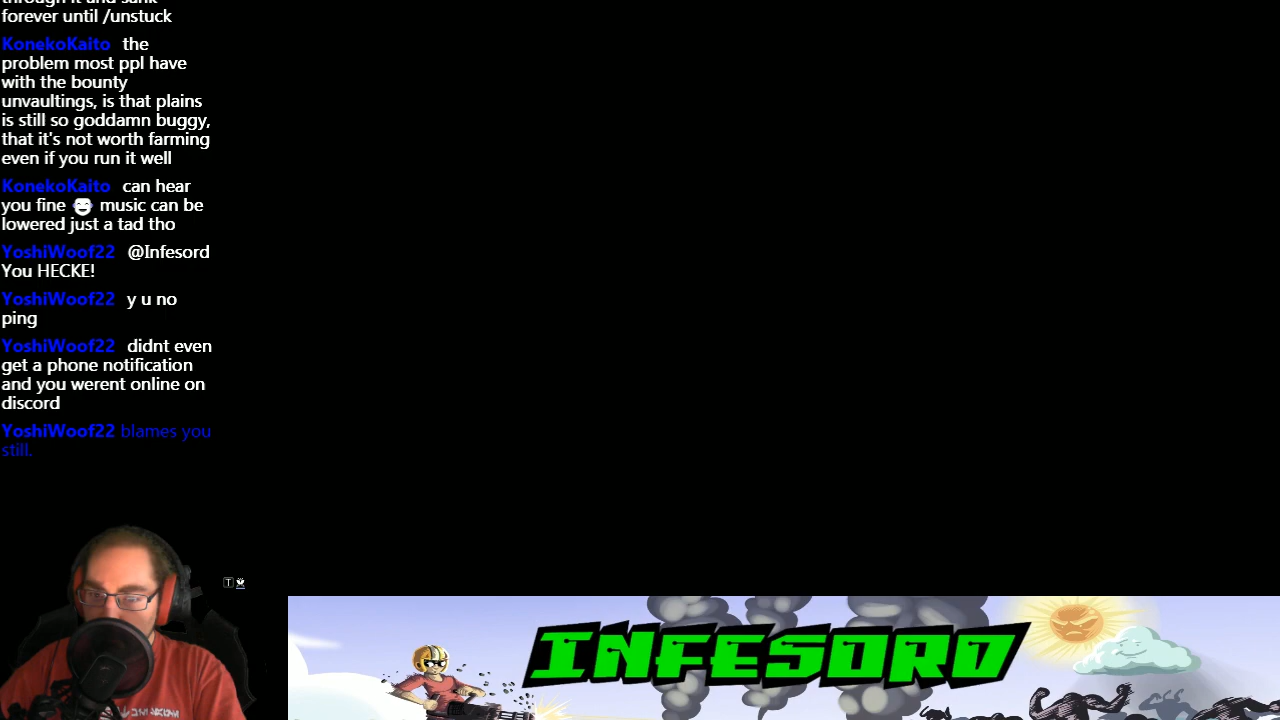 forever until /unstuck
KonekoKaito the
problem most ppl have
with the bounty
unvaultings, is that plains
is still so goddamn buggy,
that it's not worth farming
even if you run it well
KonekoKaito can hear
you fine music can be
lowered just a tad tho
YoshiWoof22 @Infesord
You HECKE!
YoshiWoof22 y u no
ping
YoshiWoof22 didnt even
get a phone notification
and you werent online on
discord
YoshiWoof22 blames you
still.
T
INFESORD